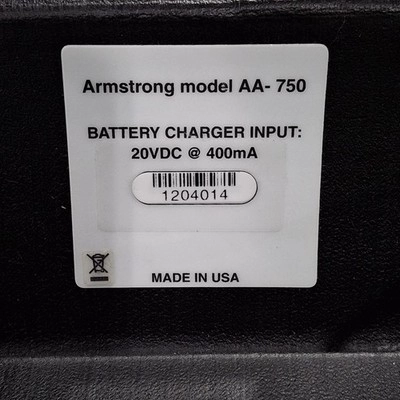 Armstrong model AA- 750
BATTERY CHARGER INPUT:
20VDC @ 400mA
1204014
MADE IN USA